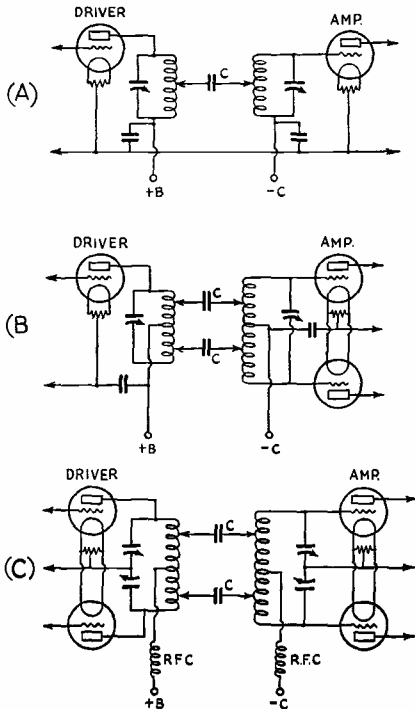 DRIVER AMP.
(A) C
+B -C
DRIVER AMP.
C
(B)
C
+B -C
DRIVER AMP.
C
(C)
C
RFC R.F.C
+B -C